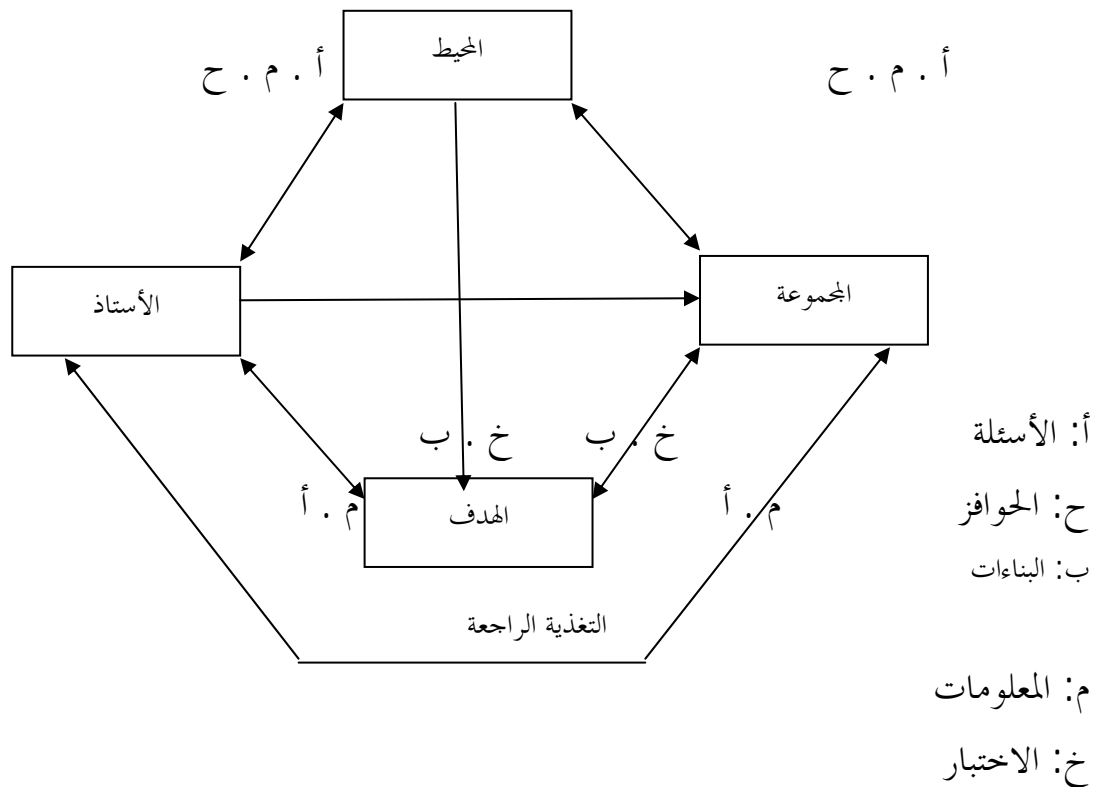 المحيط
أ . م . ح
أ . م . ح
المجموعة
الأستاذ
خ . ب
خ . ب
أ: الأسئلة
م . أ
الهدف
م . أ
ح: الحوافز
ب: البناءات
التغذية الراجعة
م: المعلومات
خ: الاختبار